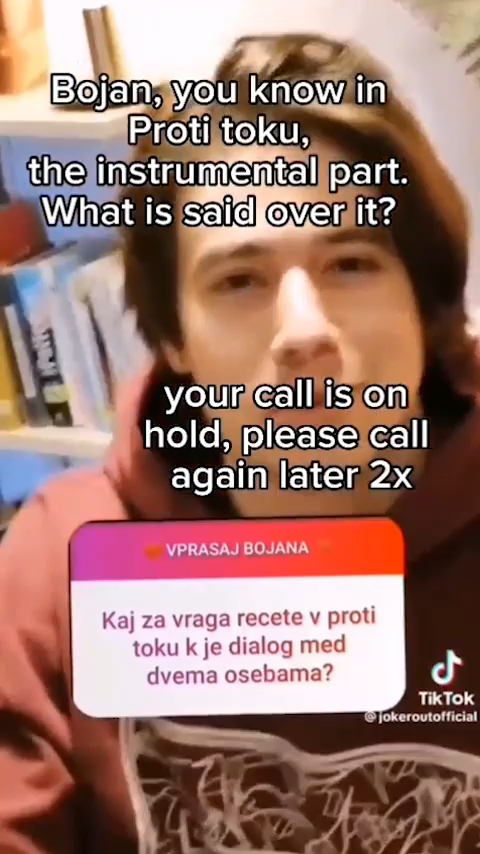 Bojan, you know in
Proti toku,
the instrumental part.
What is said over it?
your call is on
hold, please call
again later 2x
VPRASAJ BOJANA
Kaj za vraga recete v proti
toku k je dialog med
dvema osebama?
TikTok
@jokeroutofficial